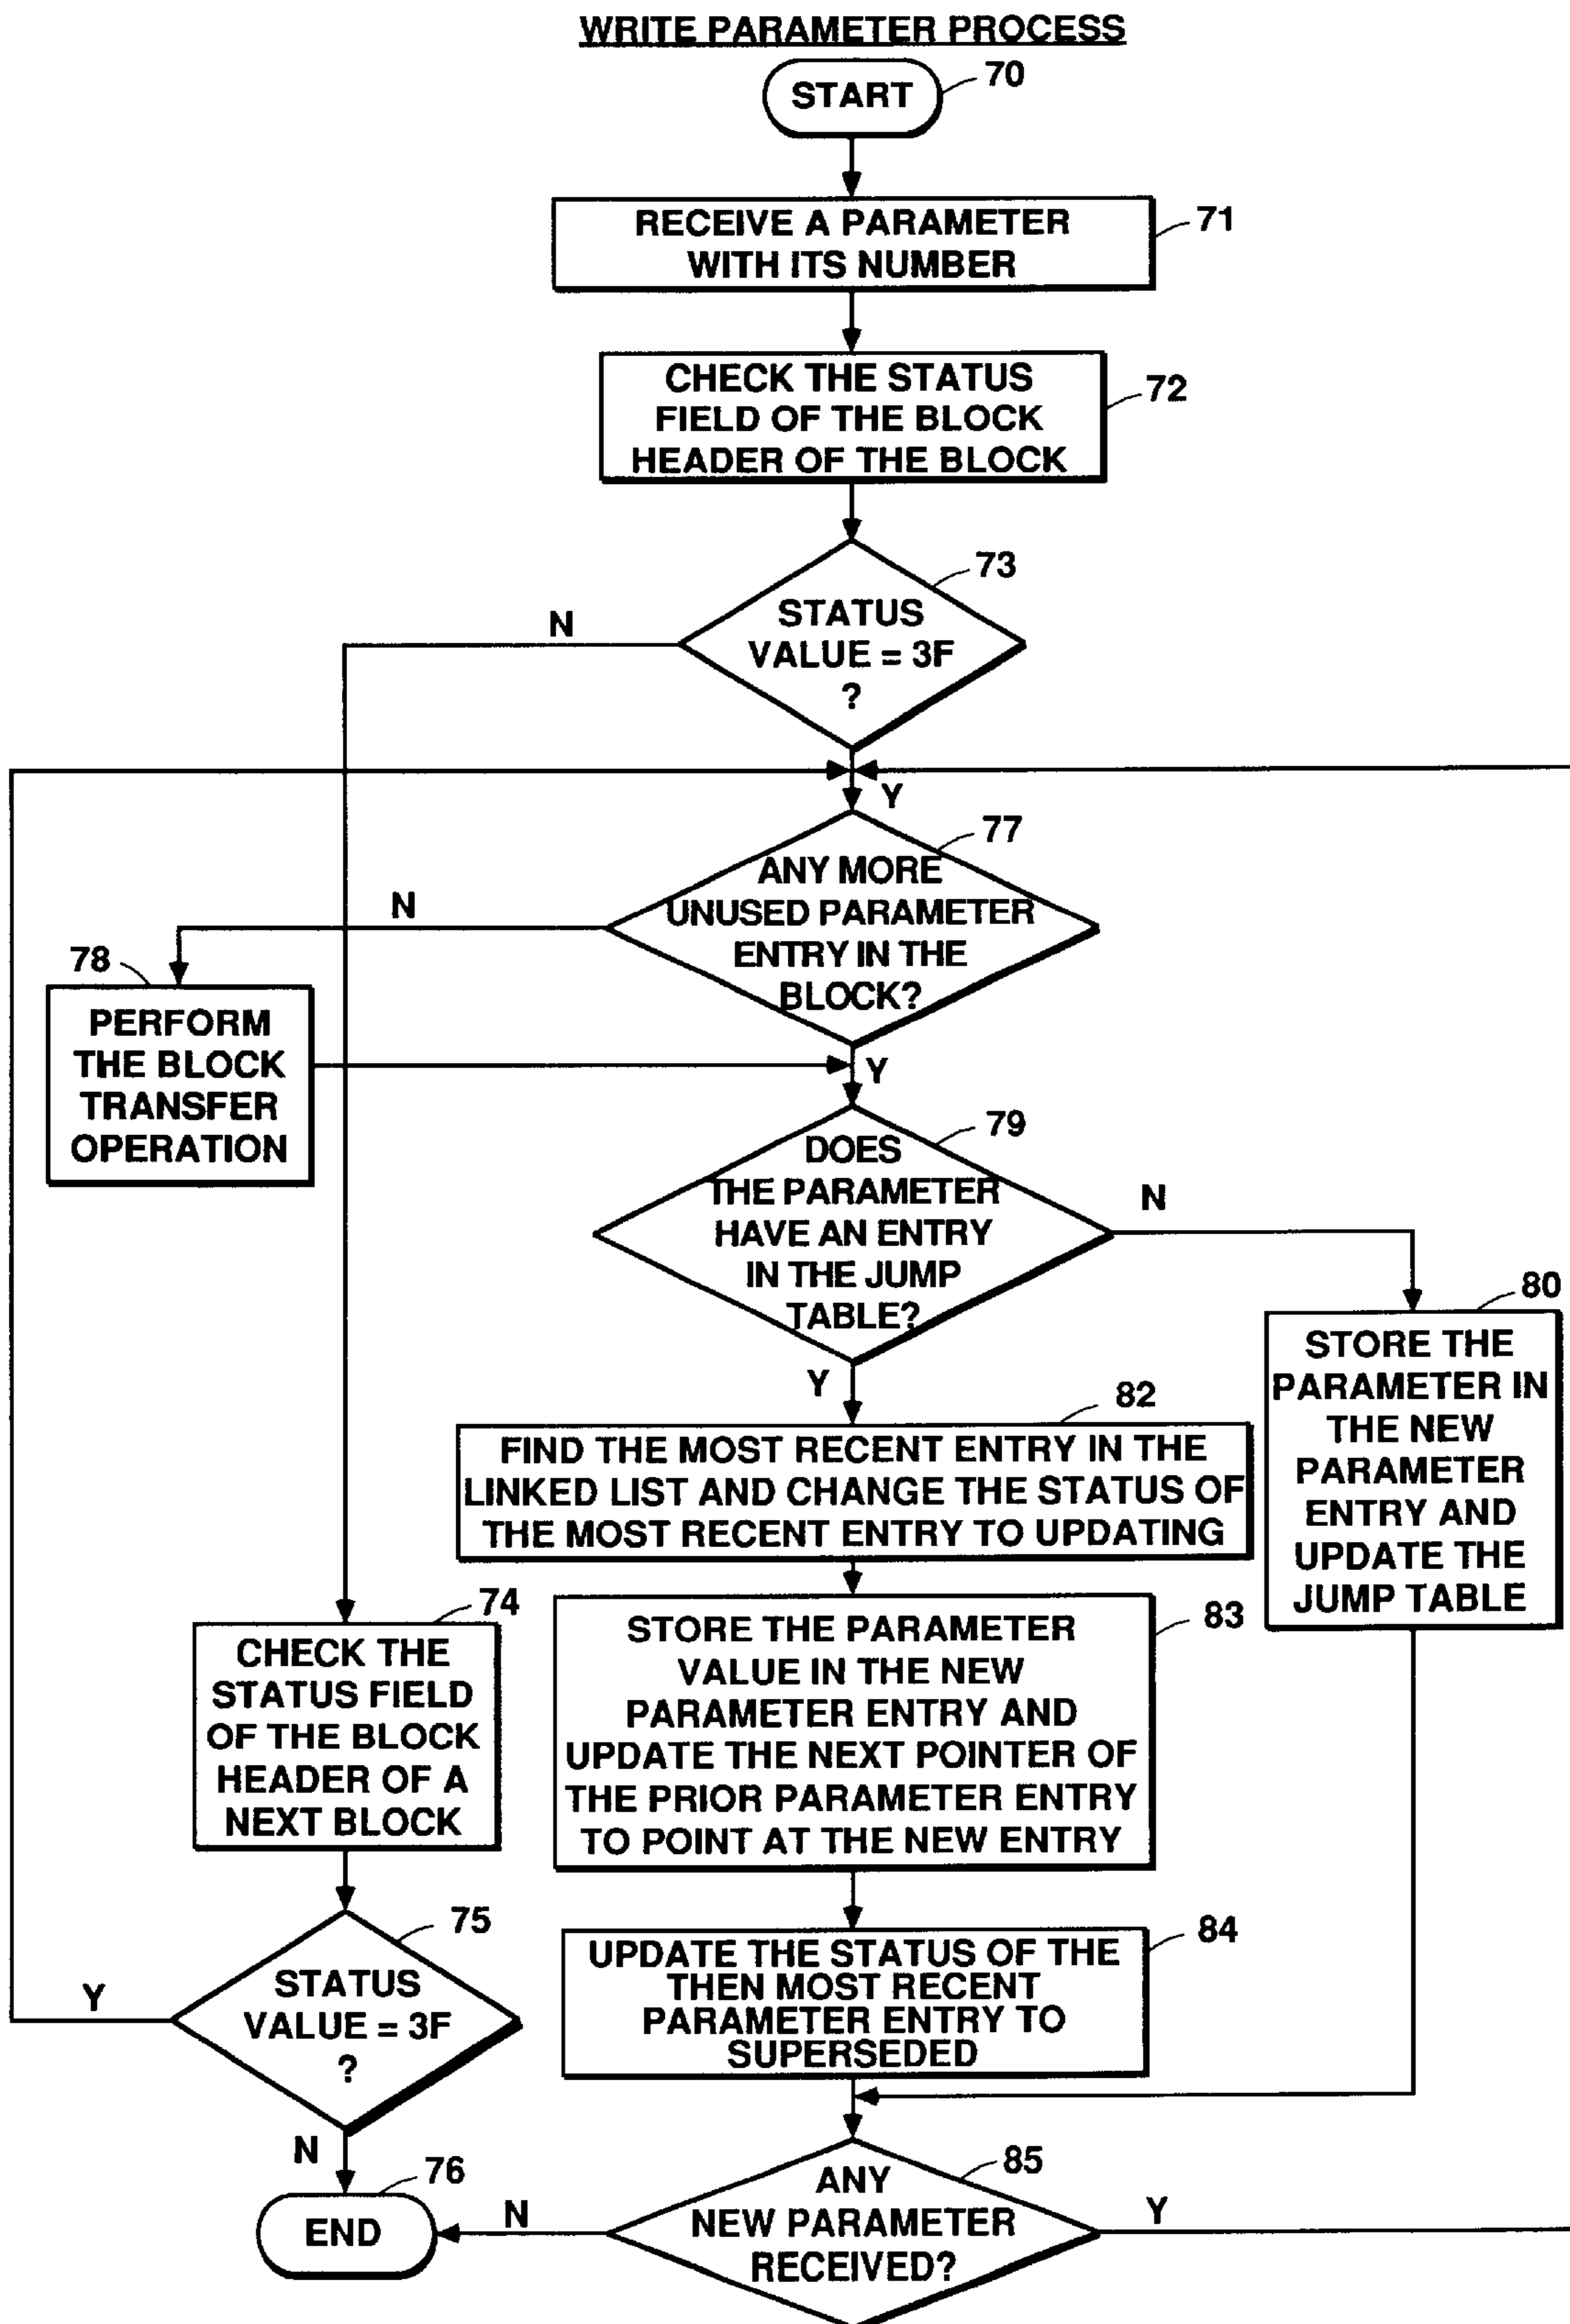 WRITE PARAMETER PROCESS
START
70
RECEIVE A PARAMETER
WITH ITS NUMBER
71
CHECK THE STATUS
FIELD OF THE BLOCK
HEADER OF THE BLOCK
72
73
STATUS
VALUE = 3F
?
N
Y
77
ANY MORE
UNUSED PARAMETER
ENTRY IN THE
BLOCK?
N
78
PERFORM
THE BLOCK
TRANSFER
OPERATION
Y
79
DOES
THE PARAMETER
HAVE AN ENTRY
IN THE JUMP
TABLE?
N
80
STORE THE
PARAMETER IN
THE NEW
PARAMETER
ENTRY AND
UPDATE THE
JUMP TABLE
Y
82
FIND THE MOST RECENT ENTRY IN THE
LINKED LIST AND CHANGE THE STATUS OF
THE MOST RECENT ENTRY TO UPDATING
83
STORE THE PARAMETER
VALUE IN THE NEW
PARAMETER ENTRY AND
UPDATE THE NEXT POINTER OF
THE PRIOR PARAMETER ENTRY
TO POINT AT THE NEW ENTRY
74
CHECK THE
STATUS FIELD
OF THE BLOCK
HEADER OF A
NEXT BLOCK
75
STATUS
VALUE = 3F
?
Y
N
84
UPDATE THE STATUS OF THE
THEN MOST RECENT
PARAMETER ENTRY TO
SUPERSEDED
76
END
85
ANY
NEW PARAMETER
RECEIVED?
N
Y